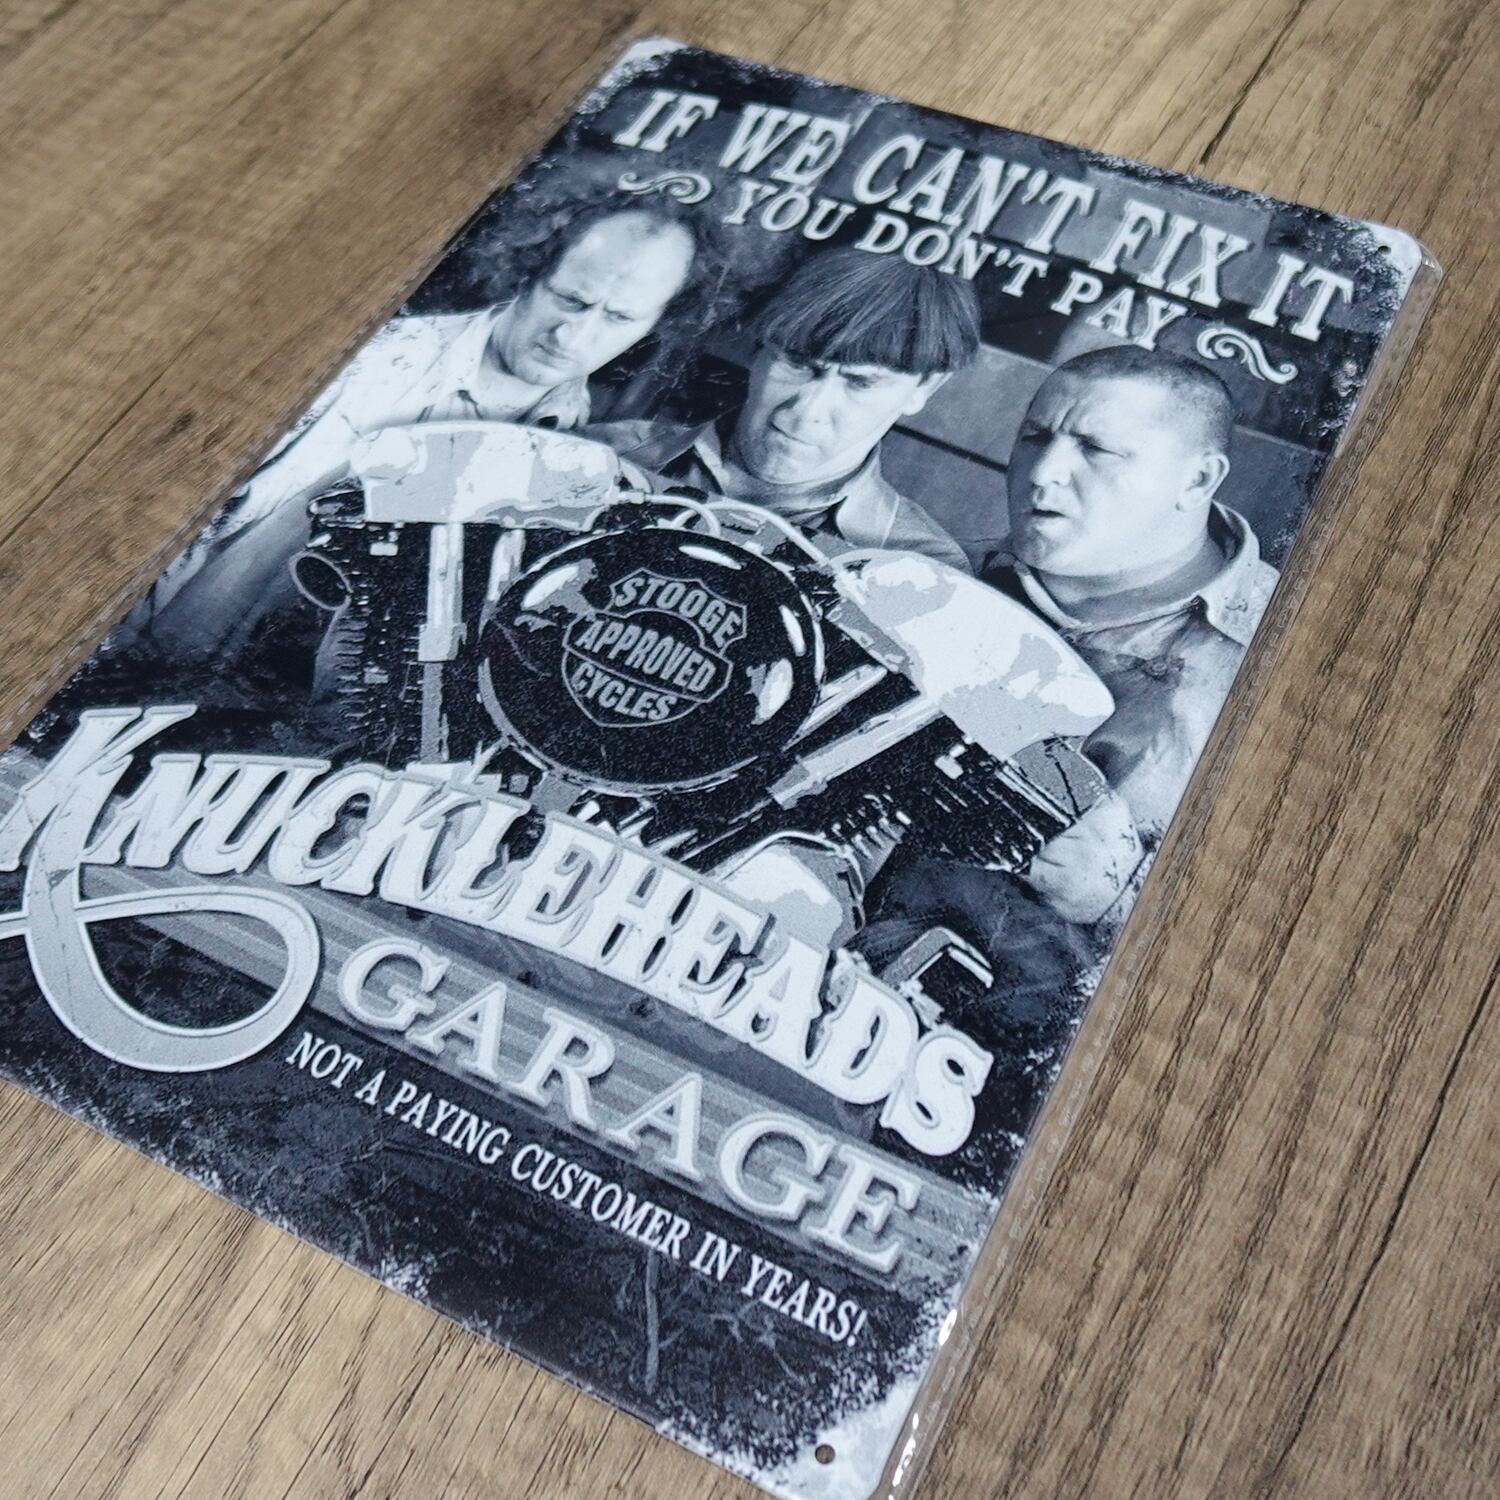 IF WE CAN'T FIX IT
YOU DON'T PAY
STOOGE
APPROVED
CYCLES
KNUCKLEHEADS
GARAGE
NOT A PAYING CUSTOMER IN YEARS!